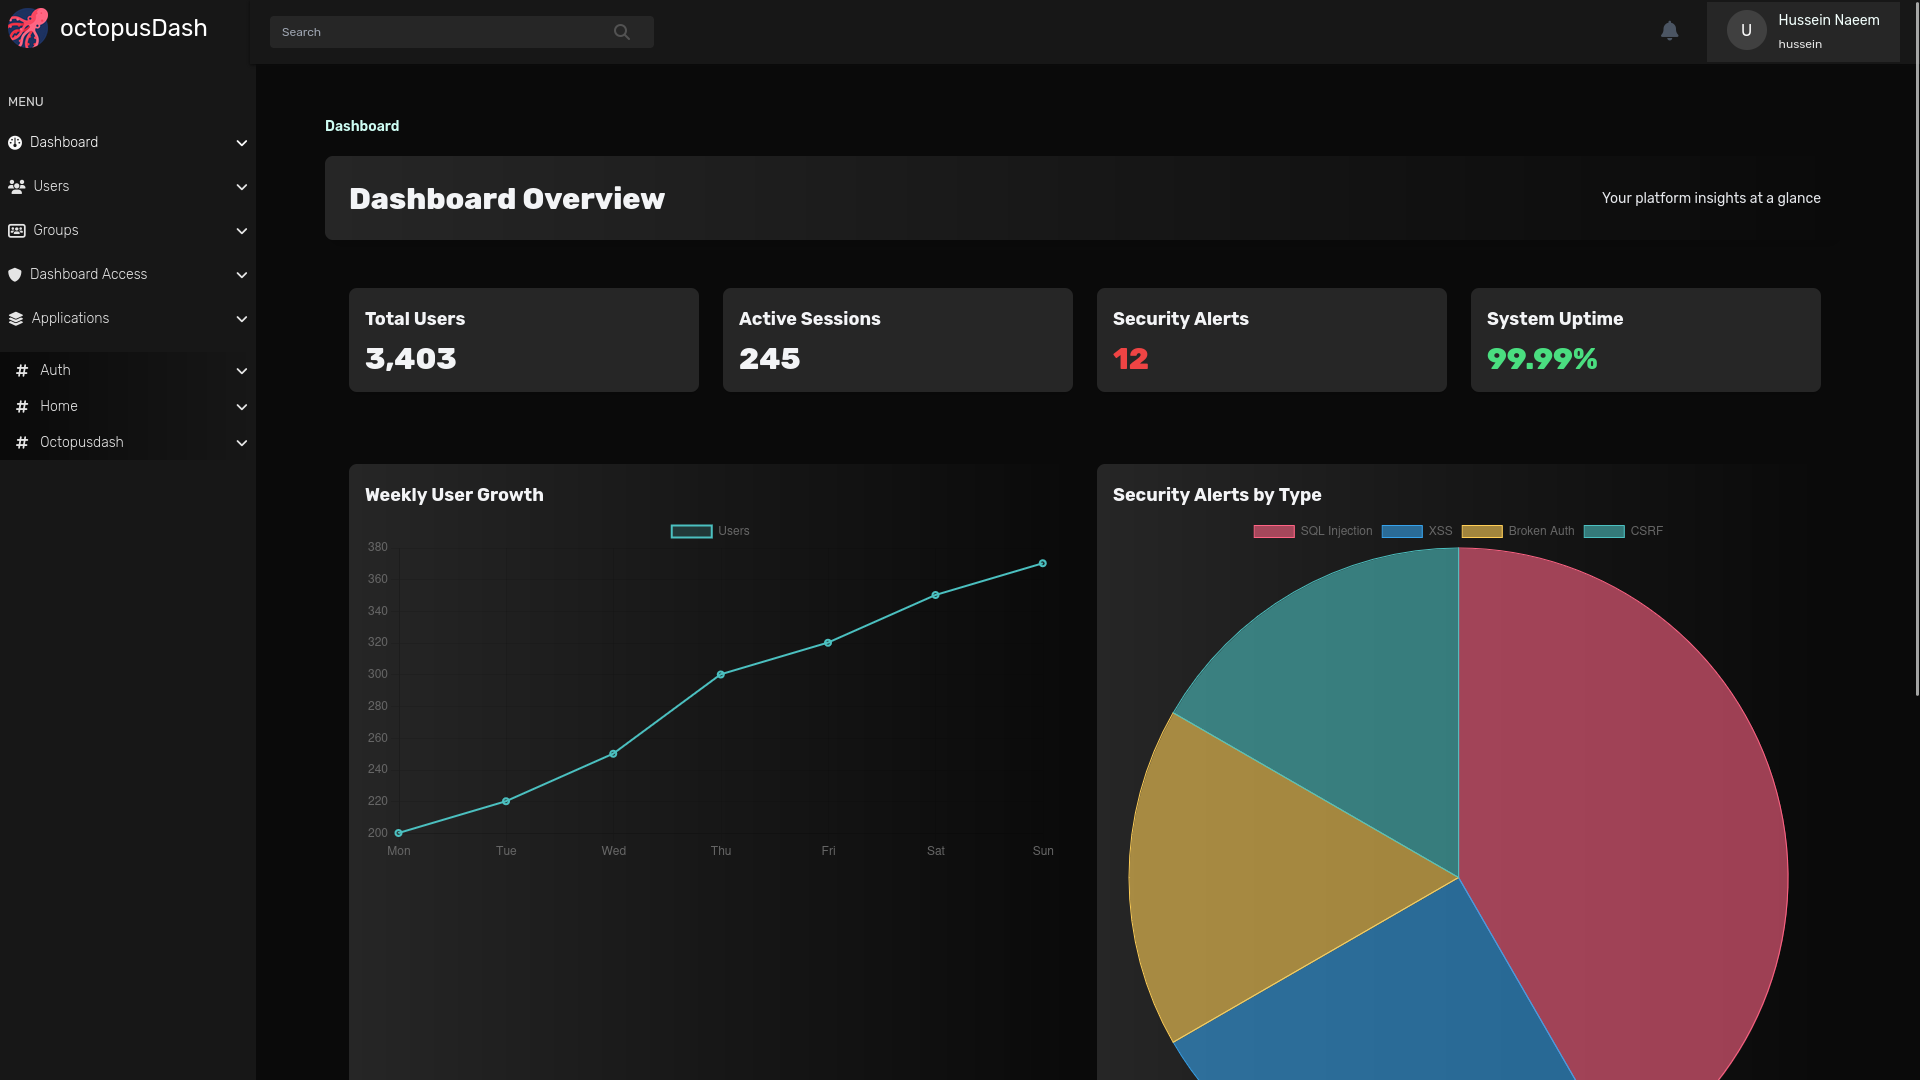 octopusDash
Search
U
Hussein Naeem
hussein
MENU
Dashboard
Users
Groups
Dashboard Access
Applications
# Auth
# Home
# Octopusdash
Dashboard
Dashboard Overview
Your platform insights at a glance
Total Users
3,403
Active Sessions
245
Security Alerts
12
System Uptime
99.99%
Weekly User Growth
Users
380
360
340
320
300
280
260
240
220
200
Mon Tue Wed Thu Fri Sat Sun
Security Alerts by Type
SQL Injection XSS Broken Auth CSRF